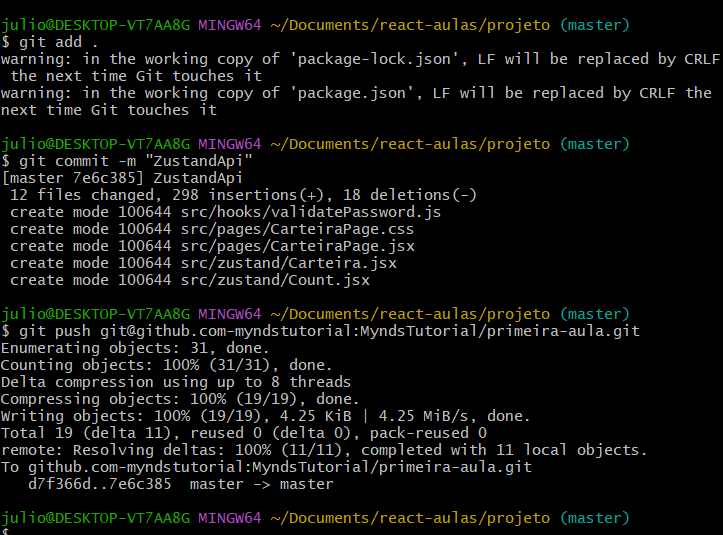 julio@DESKTOP-VT7AA8G MINGW64 ~/Documents/react-aulas/projeto (master)
$ git add .
warning: in the working copy of 'package-lock.json', LF will be replaced by CRLF
 the next time Git touches it
warning: in the working copy of 'package.json', LF will be replaced by CRLF the
next time Git touches it
julio@DESKTOP-VT7AA8G MINGW64 ~/Documents/react-aulas/projeto (master)
$ git commit -m "ZustandApi"
[master 7e6c385] ZustandApi
 12 files changed, 298 insertions(+), 18 deletions(-)
 create mode 100644 src/hooks/validatePassword.js
 create mode 100644 src/pages/CarteiraPage.css
 create mode 100644 src/pages/CarteiraPage.jsx
 create mode 100644 src/zustand/Carteira.jsx
 create mode 100644 src/zustand/Count.jsx
julio@DESKTOP-VT7AA8G MINGW64 ~/Documents/react-aulas/projeto (master)
$ git push git@github.com-myndstutorial:MyndsTutorial/primeira-aula.git
Enumerating objects: 31, done.
Counting objects: 100% (31/31), done.
Delta compression using up to 8 threads
Compressing objects: 100% (19/19), done.
Writing objects: 100% (19/19), 4.25 KiB | 4.25 MiB/s, done.
Total 19 (delta 11), reused 0 (delta 0), pack-reused 0
remote: Resolving deltas: 100% (11/11), completed with 11 local objects.
To github.com-myndstutorial:MyndsTutorial/primeira-aula.git
   d7f366d..7e6c385  master -> master
julio@DESKTOP-VT7AA8G MINGW64 ~/Documents/react-aulas/projeto (master)
$